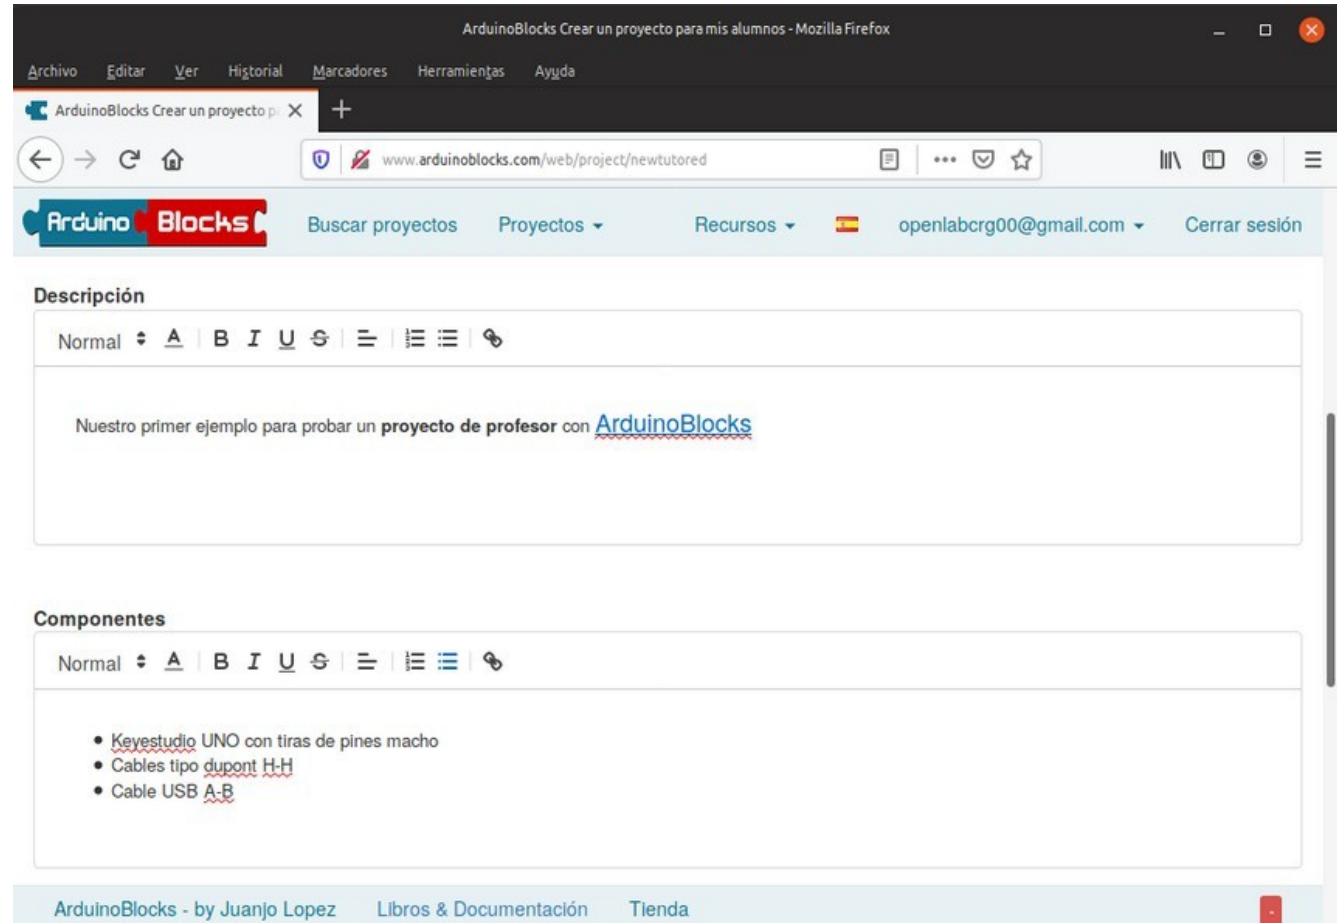 ArduinoBlocks Crear un proyecto para mis alumnos - Mozilla Firefox
Archivo Editar Ver Historial Marcadores Herramientas Ayuda
ArduinoBlocks Crear un proyecto p
www.arduinoblocks.com/web/project/newtutored
Arduino Blocks Buscar proyectos Proyectos Recursos openlabcrg00@gmail.com Cerrar sesión
Descripción
Normal A B I U S
Nuestro primer ejemplo para probar un proyecto de profesor con ArduinoBlocks
Componentes
Normal A B I U S
Keyestudio UNO con tiras de pines macho
Cables tipo dupont H-H
Cable USB A-B
ArduinoBlocks - by Juanjo Lopez Libros & Documentación Tienda